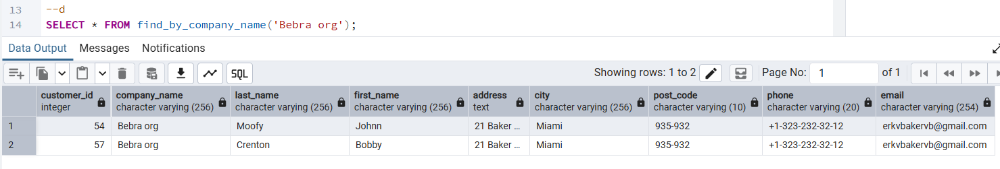 13 --d
14 SELECT * FROM find_by_company_name('Bebra org');
Data Output Messages Notifications
SQL Showing rows: 1 to 2 Page No: 1 of 1
customer_id integer company_name character varying (256) last_name character varying (256) first_name character varying (256) address text city character varying (256) post_code character varying (10) phone character varying (20) email character varying (254)
1 54 Bebra org Moofy Johnn 21 Baker ... Miami 935-932 +1-323-232-32-12 erkvbakervb@gmail.com
2 57 Bebra org Crenton Bobby 21 Baker ... Miami 935-932 +1-323-232-32-12 erkvbakervb@gmail.com